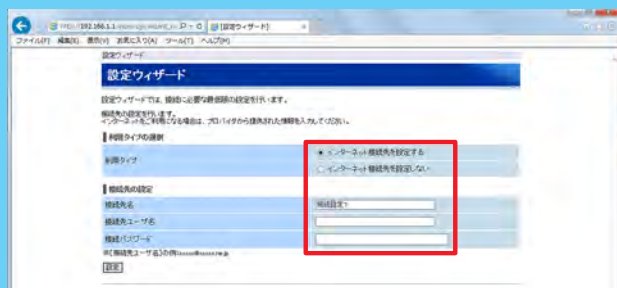 http://192.168.1.1
設定ウィザード
ファイル(F) 編集(E) 表示(V) お気に入り(A) ツール(T) ヘルプ(H)
設定ウィザード
設定ウィザード
設定ウィザードでは、接続に必要な最低限の設定を行います。
接続先の設定を行います。
インターネットをご利用になる場合は、プロバイダから提供された情報を入力してください。
利用タイプの選択
利用タイプ
インターネット接続先を設定する
インターネット接続先を設定しない
接続先の設定
接続先名
接続設定1
接続先ユーザ名
接続パスワード
設定